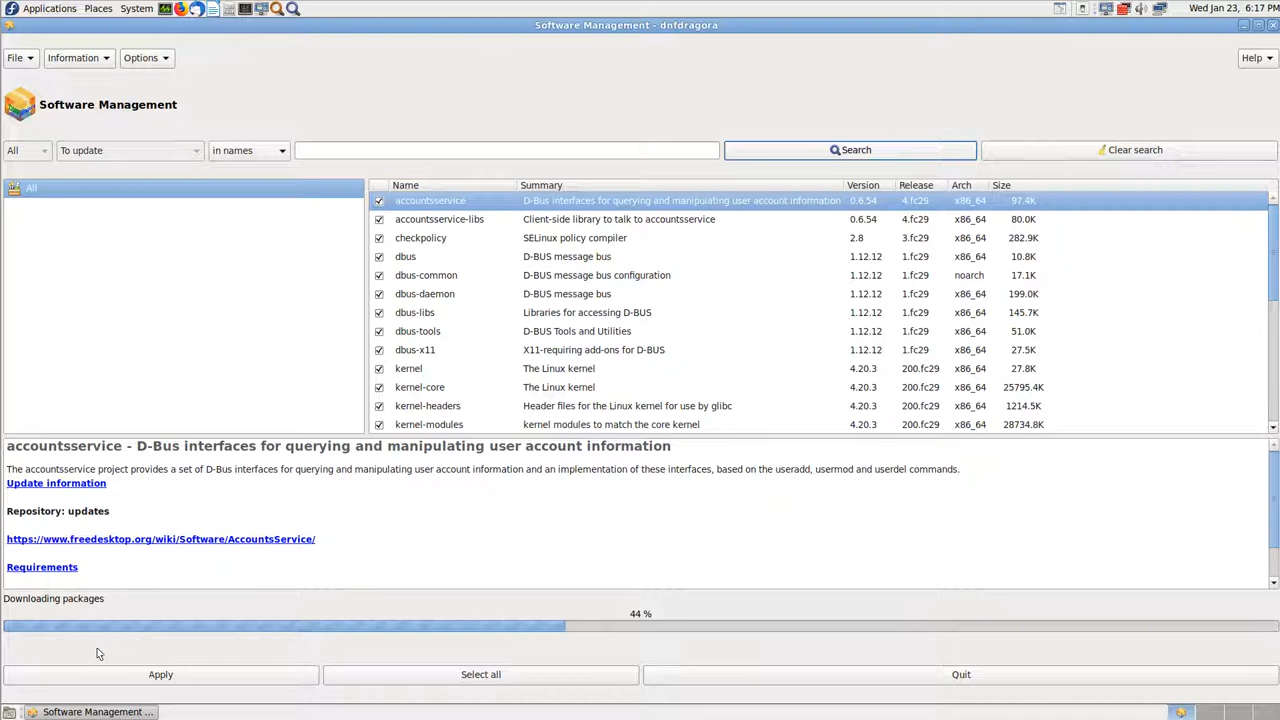 Applications Places System Wed Jan 23, 6:17 PM
Software Management - dnfdragora
File Information Options Help
Software Management
All To update in names Search Clear search
All
Name Summary Version Release Arch Size
accountsservice D-Bus interfaces for querying and manipulating user account information 0.6.54 4.fc29 x86_64 97.4K
accountsservice-libs Client-side library to talk to accountsservice 0.6.54 4.fc29 x86_64 80.0K
checkpolicy SELinux policy compiler 2.8 3.fc29 x86_64 282.9K
dbus D-BUS message bus 1.12.12 1.fc29 x86_64 10.8K
dbus-common D-BUS message bus configuration 1.12.12 1.fc29 noarch 17.1K
dbus-daemon D-BUS message bus 1.12.12 1.fc29 x86_64 199.0K
dbus-libs Libraries for accessing D-BUS 1.12.12 1.fc29 x86_64 145.7K
dbus-tools D-BUS Tools and Utilities 1.12.12 1.fc29 x86_64 51.0K
dbus-x11 X11-requiring add-ons for D-BUS 1.12.12 1.fc29 x86_64 27.5K
kernel The Linux kernel 4.20.3 200.fc29 x86_64 27.8K
kernel-core The Linux kernel 4.20.3 200.fc29 x86_64 25795.4K
kernel-headers Header files for the Linux kernel for use by glibc 4.20.3 200.fc29 x86_64 1214.5K
kernel-modules kernel modules to match the core kernel 4.20.3 200.fc29 x86_64 28734.8K
accountsservice - D-Bus interfaces for querying and manipulating user account information
The accountsservice project provides a set of D-Bus interfaces for querying and manipulating user account information and an implementation of these interfaces, based on the useradd, usermod and userdel commands.
Update information
Repository: updates
https://www.freedesktop.org/wiki/Software/AccountsService/
Requirements
Downloading packages
44 %
Apply Select all Quit
Software Management ...